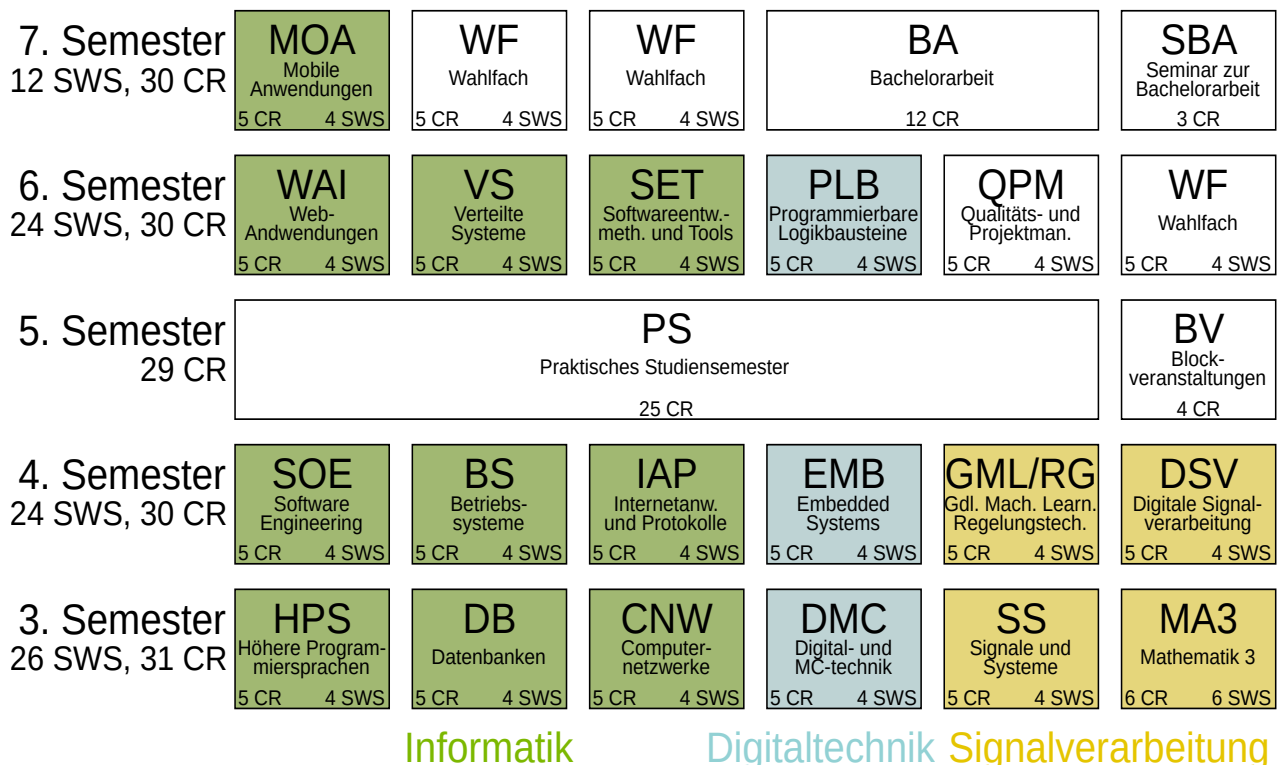 7. Semester
12 SWS, 30 CR
MOA
Mobile
Anwendungen
5 CR 4 SWS
WF
Wahlfach
5 CR 4 SWS
WF
Wahlfach
5 CR 4 SWS
BA
Bachelorarbeit
12 CR
SBA
Seminar zur
Bachelorarbeit
3 CR
6. Semester
24 SWS, 30 CR
WAI
Web-
Andwendungen
5 CR 4 SWS
VS
Verteilte
Systeme
5 CR 4 SWS
SET
Softwareentw.-
meth. und Tools
5 CR 4 SWS
PLB
Programmierbare
Logikbausteine
5 CR 4 SWS
QPM
Qualitäts- und
Projektman.
5 CR 4 SWS
WF
Wahlfach
5 CR 4 SWS
5. Semester
29 CR
PS
Praktisches Studiensemester
25 CR
BV
Block-
veranstaltungen
4 CR
4. Semester
24 SWS, 30 CR
SOE
Software
Engineering
5 CR 4 SWS
BS
Betriebs-
systeme
5 CR 4 SWS
IAP
Internetanw.
und Protokolle
5 CR 4 SWS
EMB
Embedded
Systems
5 CR 4 SWS
GML/RG
Gdl. Mach. Learn.
Regelungstech.
5 CR 4 SWS
DSV
Digitale Signal-
verarbeitung
5 CR 4 SWS
3. Semester
26 SWS, 31 CR
HPS
Höhere Program-
miersprachen
5 CR 4 SWS
DB
Datenbanken
5 CR 4 SWS
CNW
Computer-
netzwerke
5 CR 4 SWS
DMC
Digital- und
MC-technik
5 CR 4 SWS
SS
Signale und
Systeme
5 CR 4 SWS
MA3
Mathematik 3
6 CR 6 SWS
Informatik
Digitaltechnik
Signalverarbeitung